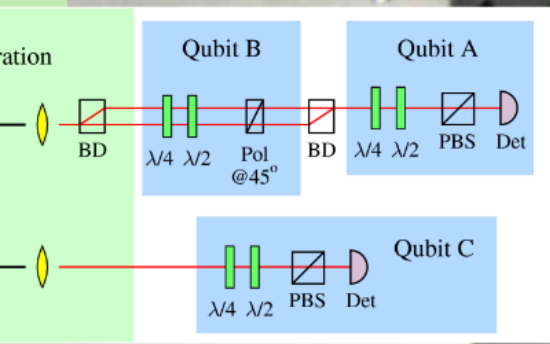 ration
Qubit B
Qubit A
BD
λ/4 λ/2
Pol
@45°
BD
λ/4 λ/2
PBS
Det
Qubit C
λ/4 λ/2
PBS
Det